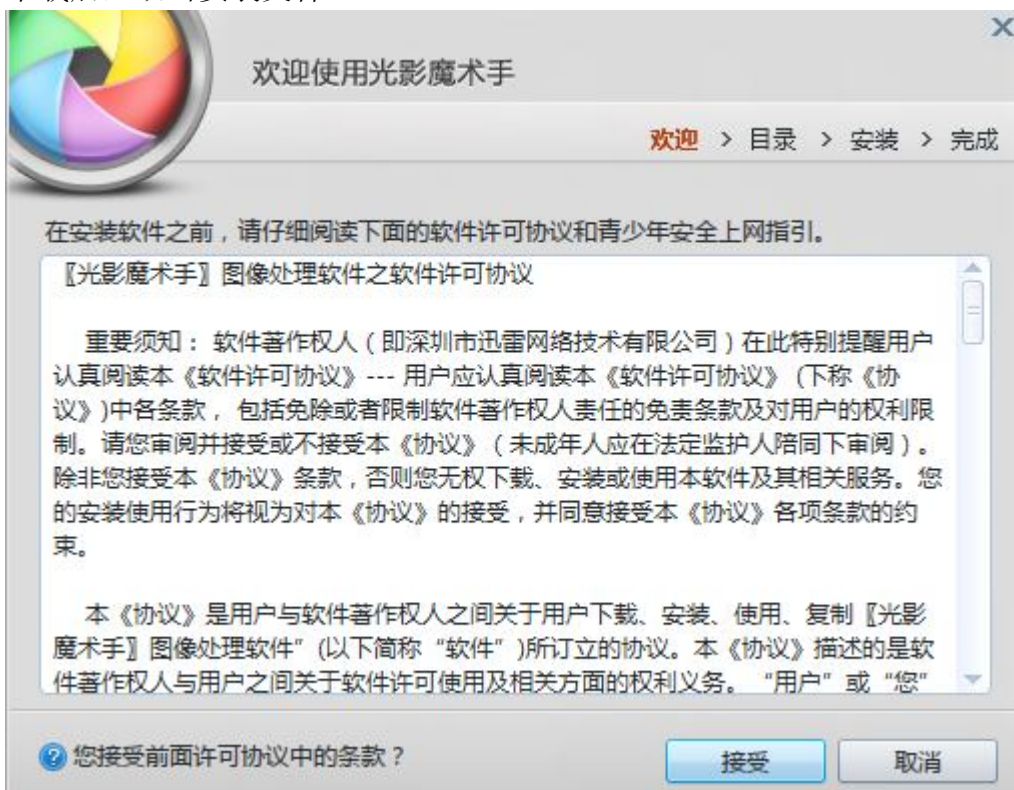 欢迎使用光影魔术手
欢迎 > 目录 > 安装 > 完成
在安装软件之前，请仔细阅读下面的软件许可协议和青少年安全上网指引。
〖光影魔术手〗图像处理软件之软件许可协议
重要须知： 软件著作权人（即深圳市迅雷网络技术有限公司）在此特别提醒用户
认真阅读本《软件许可协议》--- 用户应认真阅读本《软件许可协议》 (下称《协
议》)中各条款， 包括免除或者限制软件著作权人责任的免责条款及对用户的权利限
制。请您审阅并接受或不接受本《协议》（未成年人应在法定监护人陪同下审阅）。
除非您接受本《协议》条款，否则您无权下载、安装或使用本软件及其相关服务。您
的安装使用行为将视为对本《协议》的接受，并同意接受本《协议》各项条款的约
束。
本《协议》是用户与软件著作权人之间关于用户下载、安装、使用、复制〖光影
魔术手〗图像处理软件” (以下简称“软件”)所订立的协议。本《协议》描述的是软
件著作权人与用户之间关于软件许可使用及相关方面的权利义务。 “用户”或“您”
您接受前面许可协议中的条款？
接受 取消